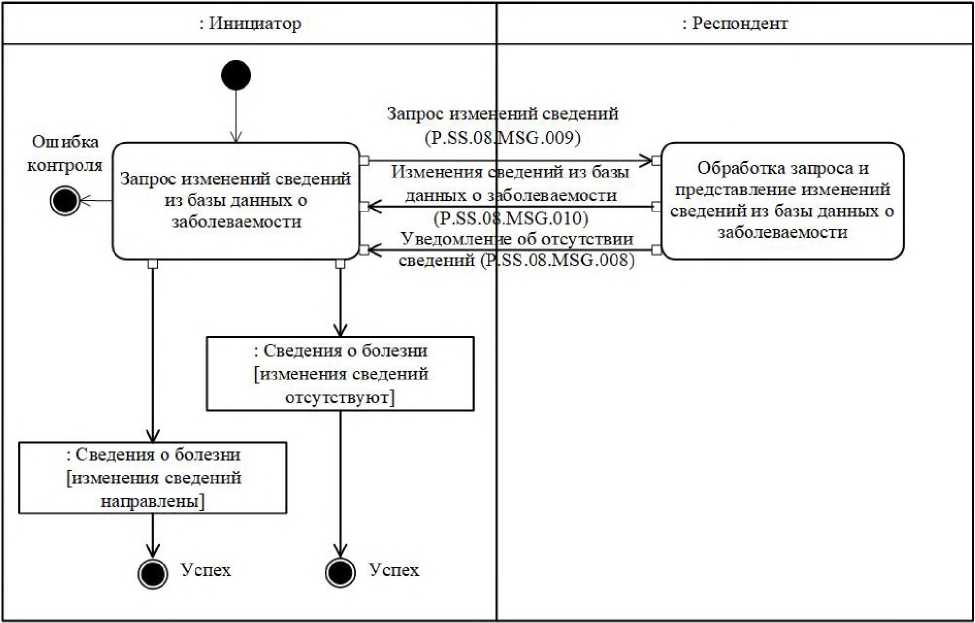 : Инициатор
: Респондент
Запрос изменений сведений
(P.SS.08.MSG.009)
Ошибка
контроля
Запрос изменений сведений
из базы данных о
заболеваемости
Изменения сведений из базы
данных о заболеваемости
(P.SS.08.MSG.010)
Уведомление об отсутствии
сведений (P.SS.08.MSG.008)
Обработка запроса и
представление изменений
сведений из базы данных о
заболеваемости
: Сведения о болезни
[изменения сведений
отсутствуют]
: Сведения о болезни
[изменения сведений
направлены]
Успех
Успех